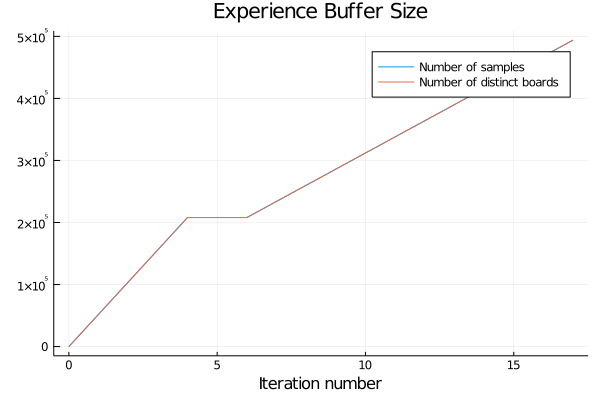 Experience Buffer Size
5×10⁵
4×10⁵
3×10⁵
2×10⁵
1×10⁵
0
Number of samples
Number of distinct boards
0 5 10 15
Iteration number